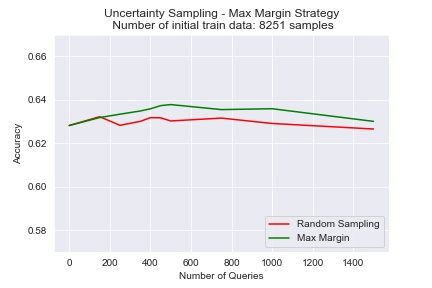 Uncertainty Sampling - Max Margin Strategy
Number of initial train data: 8251 samples
0.66
0.64
0.62
0.60
0.58
Accuracy
Random Sampling
Max Margin
0 200 400 600 800 1000 1200 1400
Number of Queries